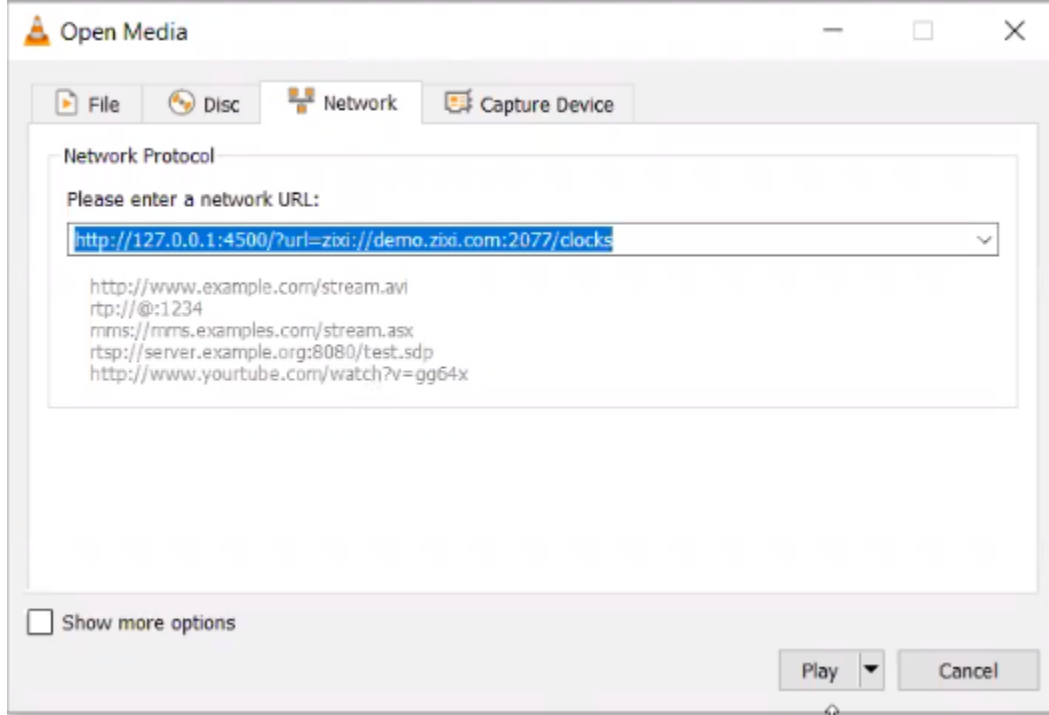 Open Media
File
Disc
Network
Capture Device
Network Protocol
Please enter a network URL:
http://127.0.0.1:4500/?url=zixi://demo.zixi.com:2077/clocks
http://www.example.com/stream.avi
rtp://@:1234
mms://mms.examples.com/stream.asx
rtsp://server.example.org:8080/test.sdp
http://www.yourtube.com/watch?v=gg64x
Show more options
Play
Cancel